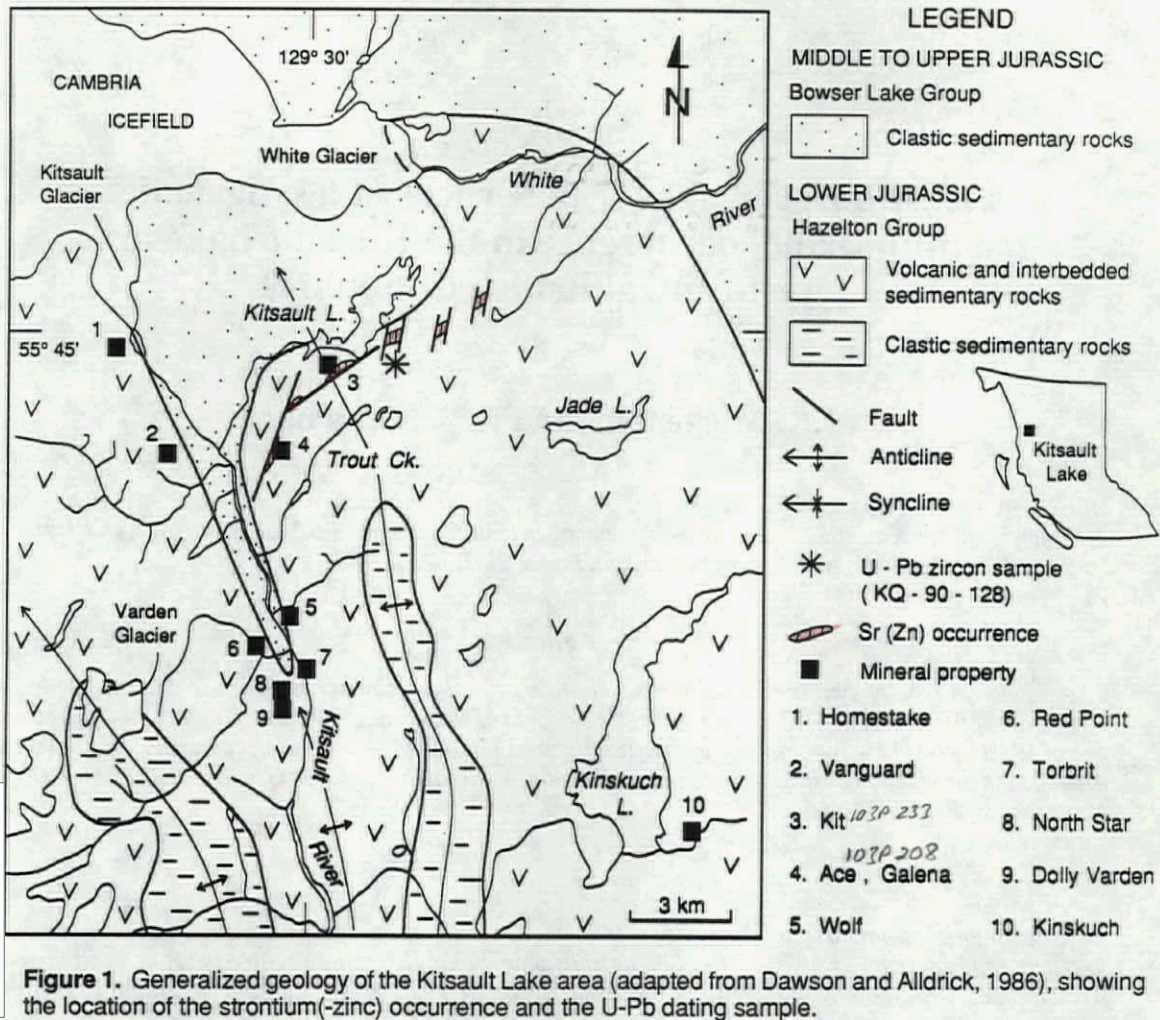 129° 30'
CAMBRIA
ICEFIELD
N
White Glacier
Kitsault
Glacier
White
River
Kitsault L.
1
55° 45'
3
Jade L.
2
4
Trout Ck.
Varden
Glacier
5
6
7
8
9
Kitsault
River
Kinskuch
L.
10
3 km
LEGEND
MIDDLE TO UPPER JURASSIC
Bowser Lake Group
Clastic sedimentary rocks
LOWER JURASSIC
Hazelton Group
Volcanic and interbedded
sedimentary rocks
Clastic sedimentary rocks
Fault
Anticline
Syncline
Kitsault
Lake
U - Pb zircon sample
( KQ - 90 - 128)
Sr (Zn) occurrence
Mineral property
1. Homestake
2. Vanguard
3. Kit 103P 233
103P 208
4. Ace , Galena
5. Wolf
6. Red Point
7. Torbrit
8. North Star
9. Dolly Varden
10. Kinskuch
Figure 1. Generalized geology of the Kitsault Lake area (adapted from Dawson and Alldrick, 1986), showing
the location of the strontium(-zinc) occurrence and the U-Pb dating sample.